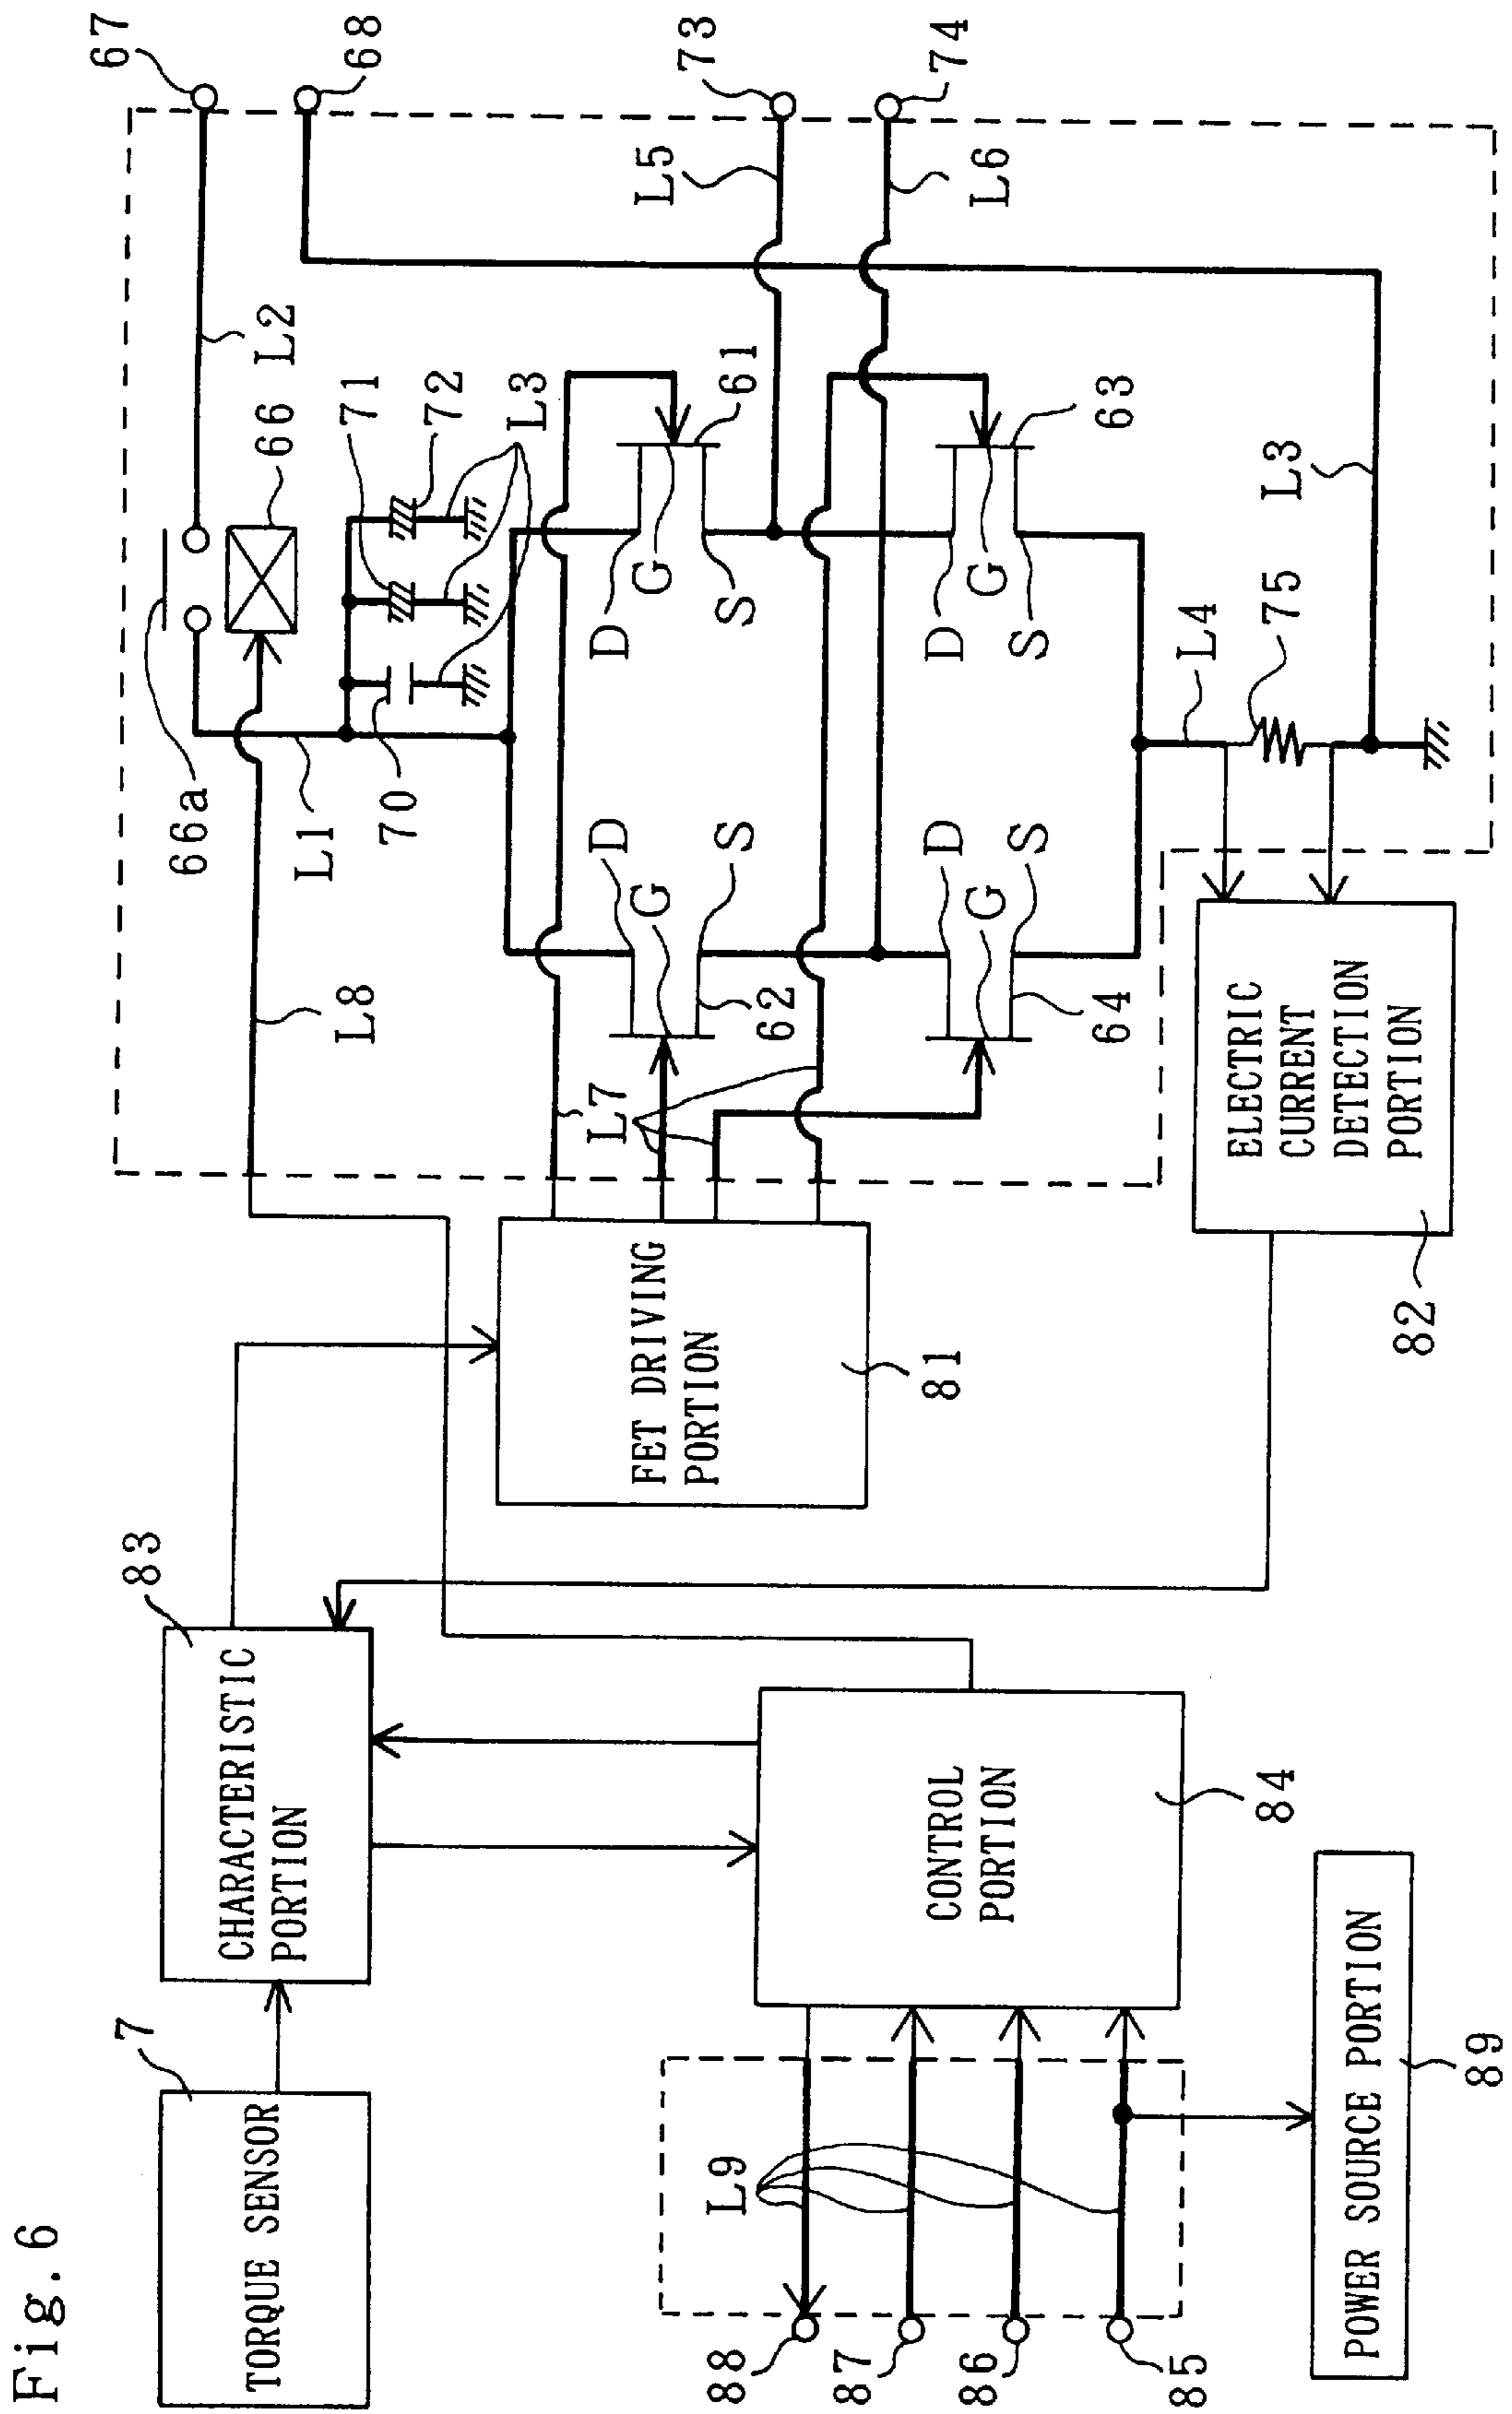 Fig.6
7
TORQUE SENSOR
83
CHARACTERISTIC
PORTION
66a
L8
L1
70
71
72
66
L2
L3
67
68
73
74
L5
L6
D
G
S
62
D
G
S
61
D
G
S
64
D
G
S
63
L7
FET DRIVING
PORTION
81
L4
75
L3
ELECTRIC
CURRENT
DETECTION
PORTION
82
CONTROL
PORTION
84
L9
88
87
86
85
POWER SOURCE PORTION
89